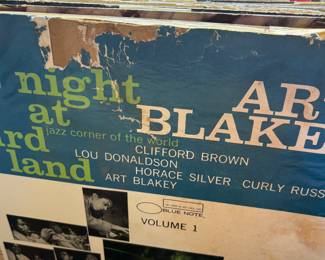 night AR
at BLAKE
rd jazz corner of the world
land CLIFFORD BROWN
LOU DONALDSON
HORACE SILVER CURLY RUSS
ART BLAKEY
BLUE NOTE
VOLUME 1